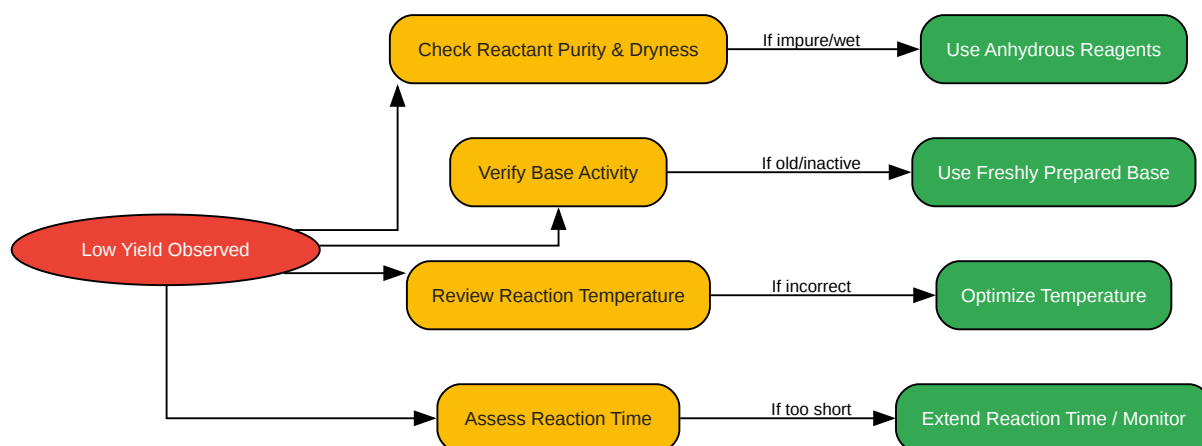 Check Reactant Purity & Dryness
If impure/wet
Use Anhydrous Reagents
Verify Base Activity
If old/inactive
Use Freshly Prepared Base
Low Yield Observed
Review Reaction Temperature
If incorrect
Optimize Temperature
Assess Reaction Time
If too short
Extend Reaction Time / Monitor